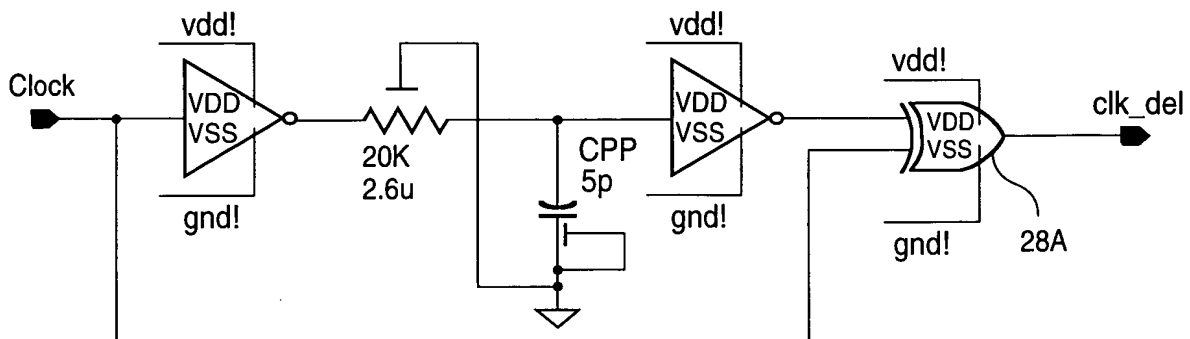 vdd!
Clock
VDD
VSS
gnd!
20K
2.6u
CPP
5p
vdd!
VDD
VSS
gnd!
vdd!
VDD
VSS
gnd!
clk_del
28A